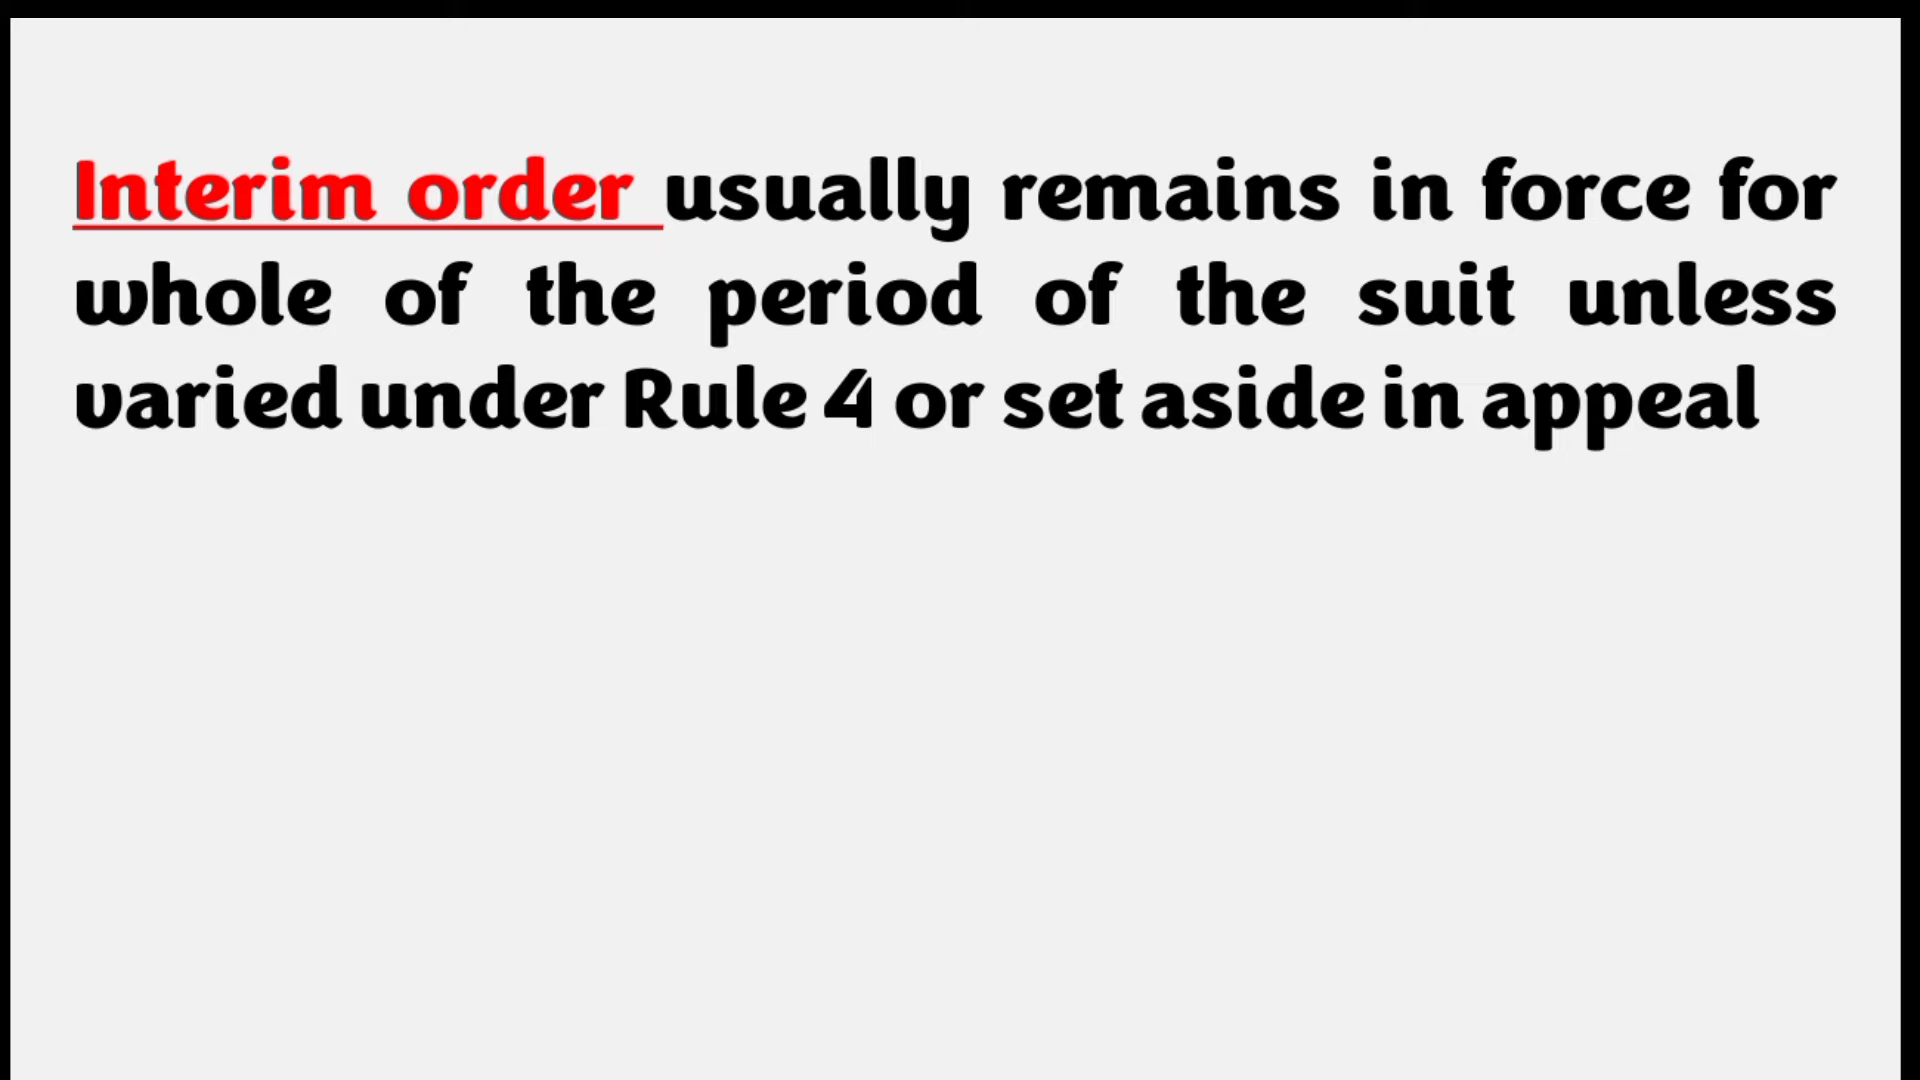 Interim order usually remains in force for
whole of the period of the suit unless
varied under Rule 4 or set aside in appeal